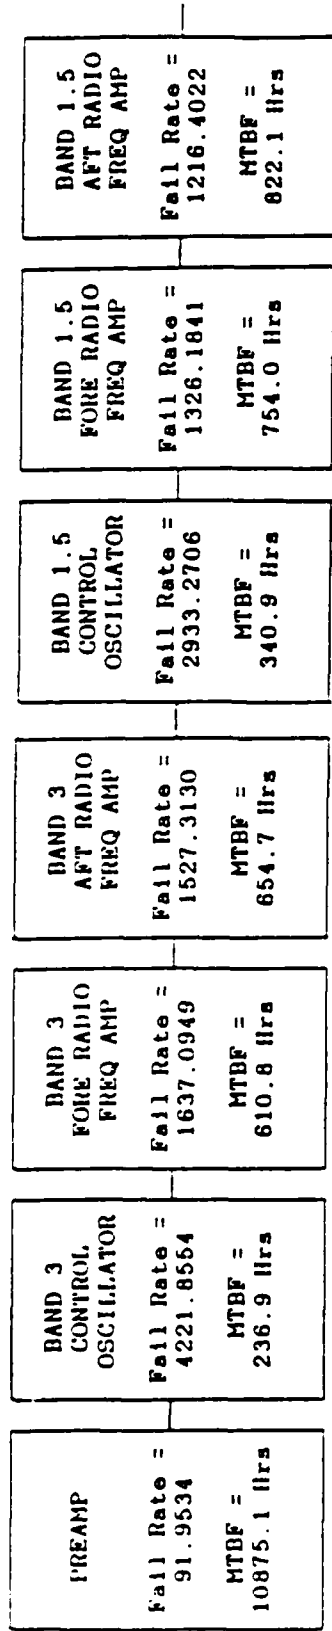 PREAMP
Fail Rate =
91.9534
MTBF =
10875.1 Hrs
BAND 3
CONTROL
OSCILLATOR
Fail Rate =
4221.8554
MTBF =
236.9 Hrs
BAND 3
FORE RADIO
FREQ AMP
Fail Rate =
1637.0949
MTBF =
610.8 Hrs
BAND 3
AFT RADIO
FREQ AMP
Fail Rate =
1527.3130
MTBF =
654.7 Hrs
BAND 1.5
CONTROL
OSCILLATOR
Fail Rate =
2933.2706
MTBF =
340.9 Hrs
BAND 1.5
FORE RADIO
FREQ AMP
Fail Rate =
1326.1841
MTBF =
754.0 Hrs
BAND 1.5
AFT RADIO
FREQ AMP
Fail Rate =
1216.4022
MTBF =
822.1 Hrs